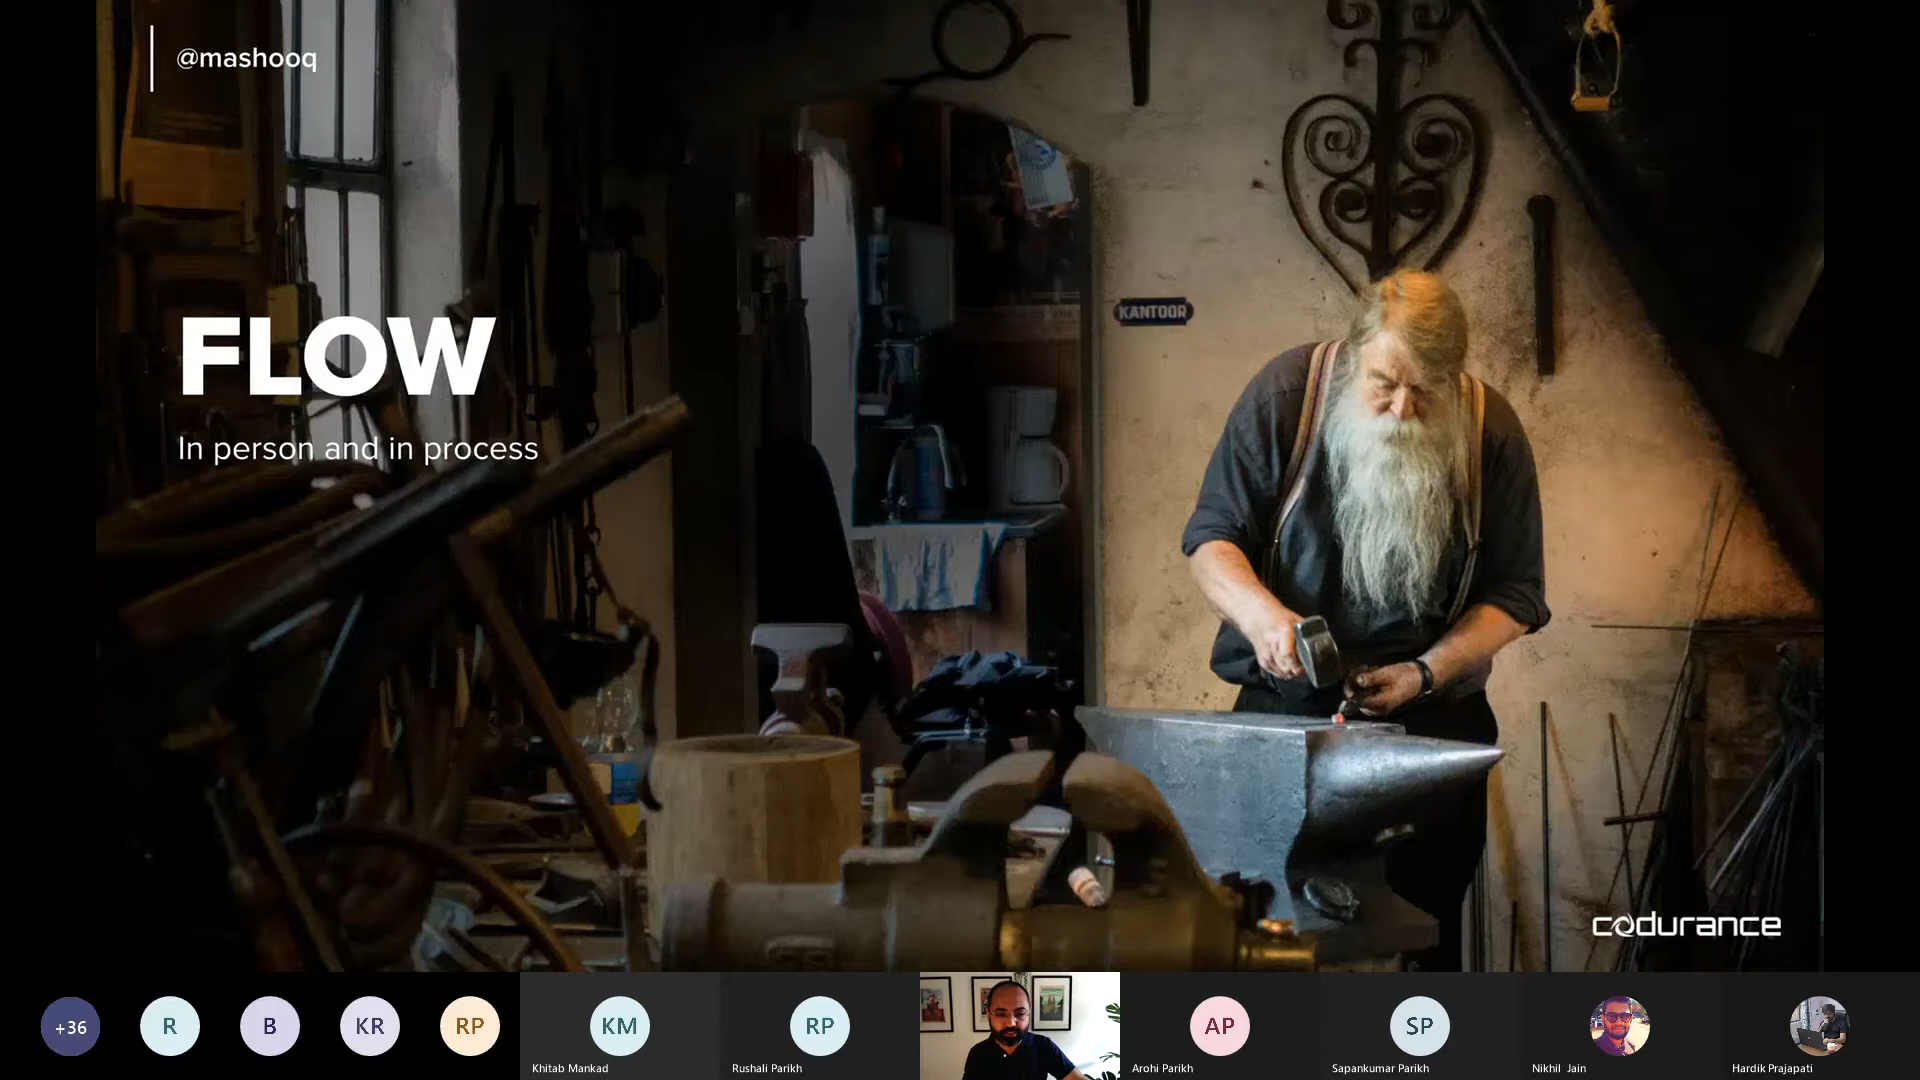 @mashooq
KANTOOR
FLOW
In person and in process
codurance
+36
R
B
KR
RP
KM
RP
AP
SP
Khitab Mankad
Rushali Parikh
Arohi Parikh
Sapankumar Parikh
Nikhil Jain
Hardik Prajapati